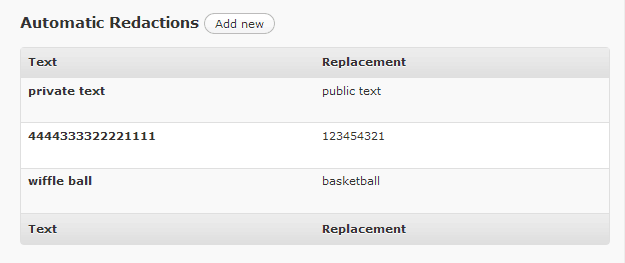 Automatic Redactions Add new
Text Replacement
private text public text
4444333322221111 123454321
wiffle ball basketball
Text Replacement